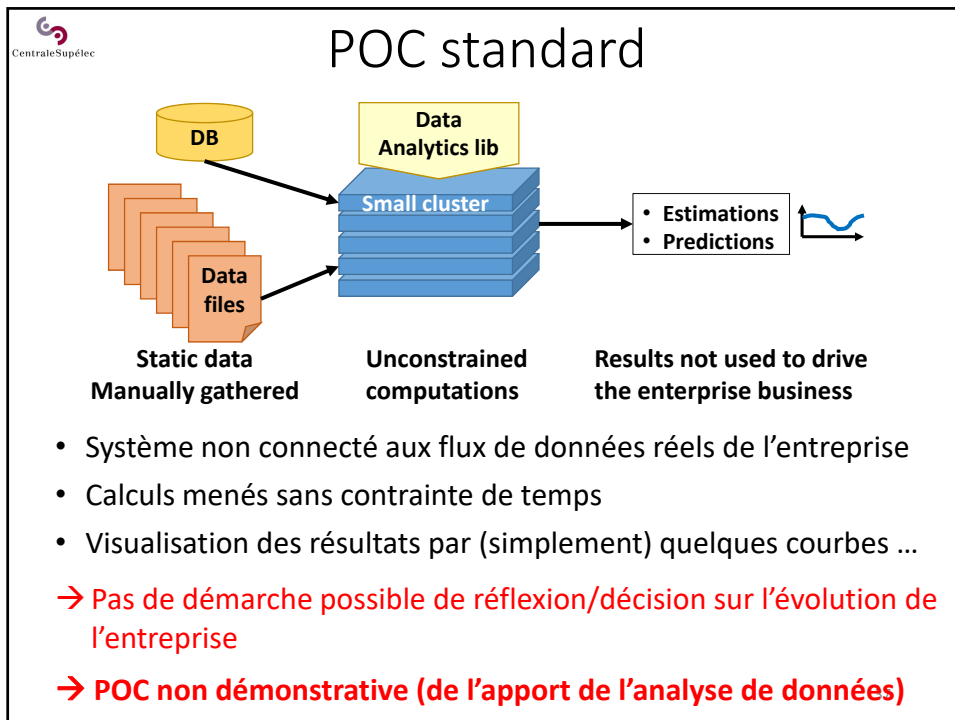 CentraleSupélec
POC standard
DB
Data
Analytics lib
Small cluster
Data
files
• Estimations
• Predictions
Static data
Manually gathered
Unconstrained
computations
Results not used to drive
the enterprise business
• Système non connecté aux flux de données réels de l’entreprise
• Calculs menés sans contrainte de temps
• Visualisation des résultats par (simplement) quelques courbes …
→ Pas de démarche possible de réflexion/décision sur l’évolution de
l’entreprise
→ POC non démonstrative (de l’apport de l’analyse de données)